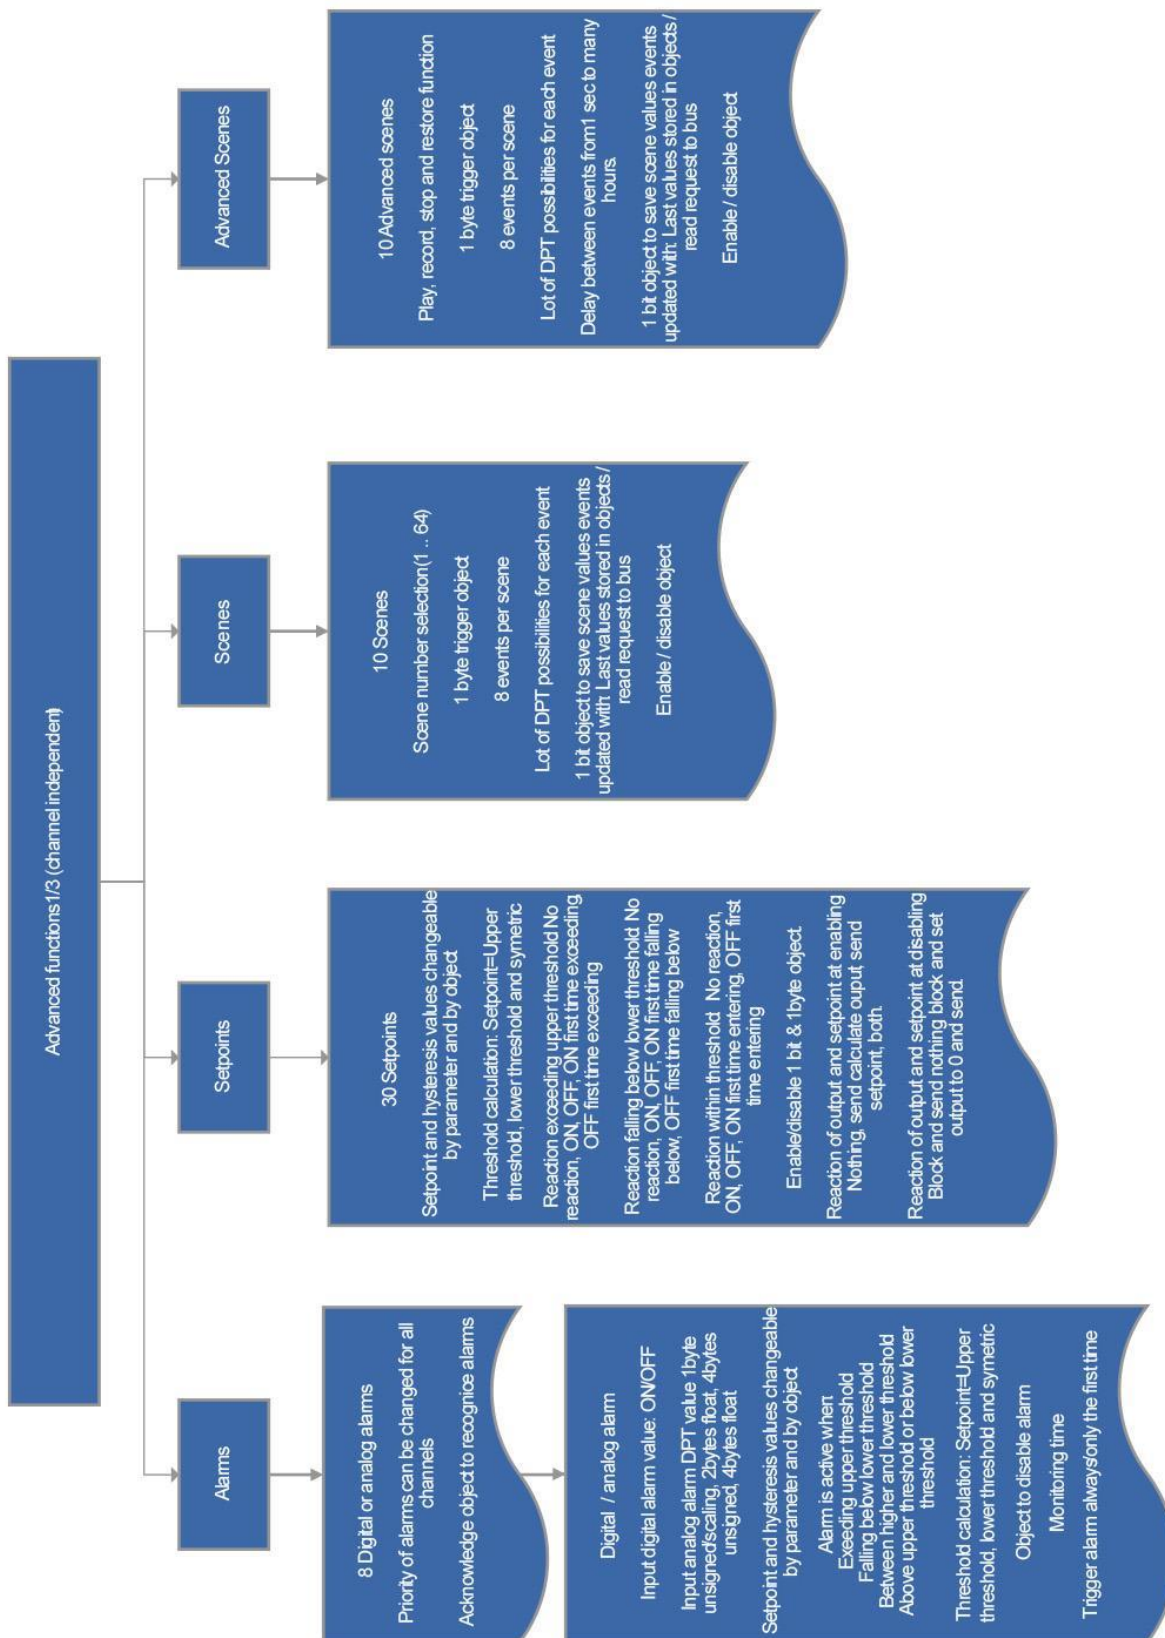 Advanced functions1/3 (channel independent)
Alarms
8 Digital or analog alarms
Priority of alarms can be changed for all
channels
Acknowledge object to recognice alarms
Digital / analog alarm
Input digital alarm value: ON/OFF
Input analog alarm DPT value 1byte
unsigned/scaling, 2bytes float, 4bytes
unsigned, 4bytes float
Setpoint and hysteresis values changeable
by parameter and by object
Alarm is active when:
Exeeding upper threshold
Falling below lower threshold
Between higher and lower threshold
Above upper threshold or below lower
threshold
Threshold calculation: Setpoint=Upper
threshold, lower threshold and symetric
Object to disable alarm
Monitoring time
Trigger alarm always/only the first time
Setpoints
30 Setpoints
Setpoint and hysteresis values changeable
by parameter and by object
Threshold calculation: Setpoint=Upper
threshold, lower threshold and symetric
Reaction exceeding upper threshold No
reaction, ON, OFF, ON first time exceeding,
OFF first time exceeding
Reaction falling below lower threshold: No
reaction, ON, OFF, ON first time falling
below, OFF first time falling below
Reaction within threshold: No reaction,
ON, OFF, ON first time entering, OFF first
time entering
Enable/disable 1 bit & 1byte object.
Reaction of output and setpoint at enabling
Nothing, send calculate ouput, send
setpoint, both.
Reaction of output and setpoint at disabling
Block and send nothing block and set
output to 0 and send.
Scenes
10 Scenes
Scene number selection (1 .. 64)
1 byte trigger object
8 events per scene
Lot of DPT possibilities for each event
1 bit object to save scene values events
updated with: Last values stored in objects /
read request to bus
Enable / disable object
Advanced Scenes
10 Advanced scenes
Play, record, stop and restore function
1 byte trigger object
8 events per scene
Lot of DPT possibilities for each event
Delay between events from 1 sec to many
hours.
1 bit object to save scene values events
updated with: Last values stored in objects /
read request to bus
Enable / disable object